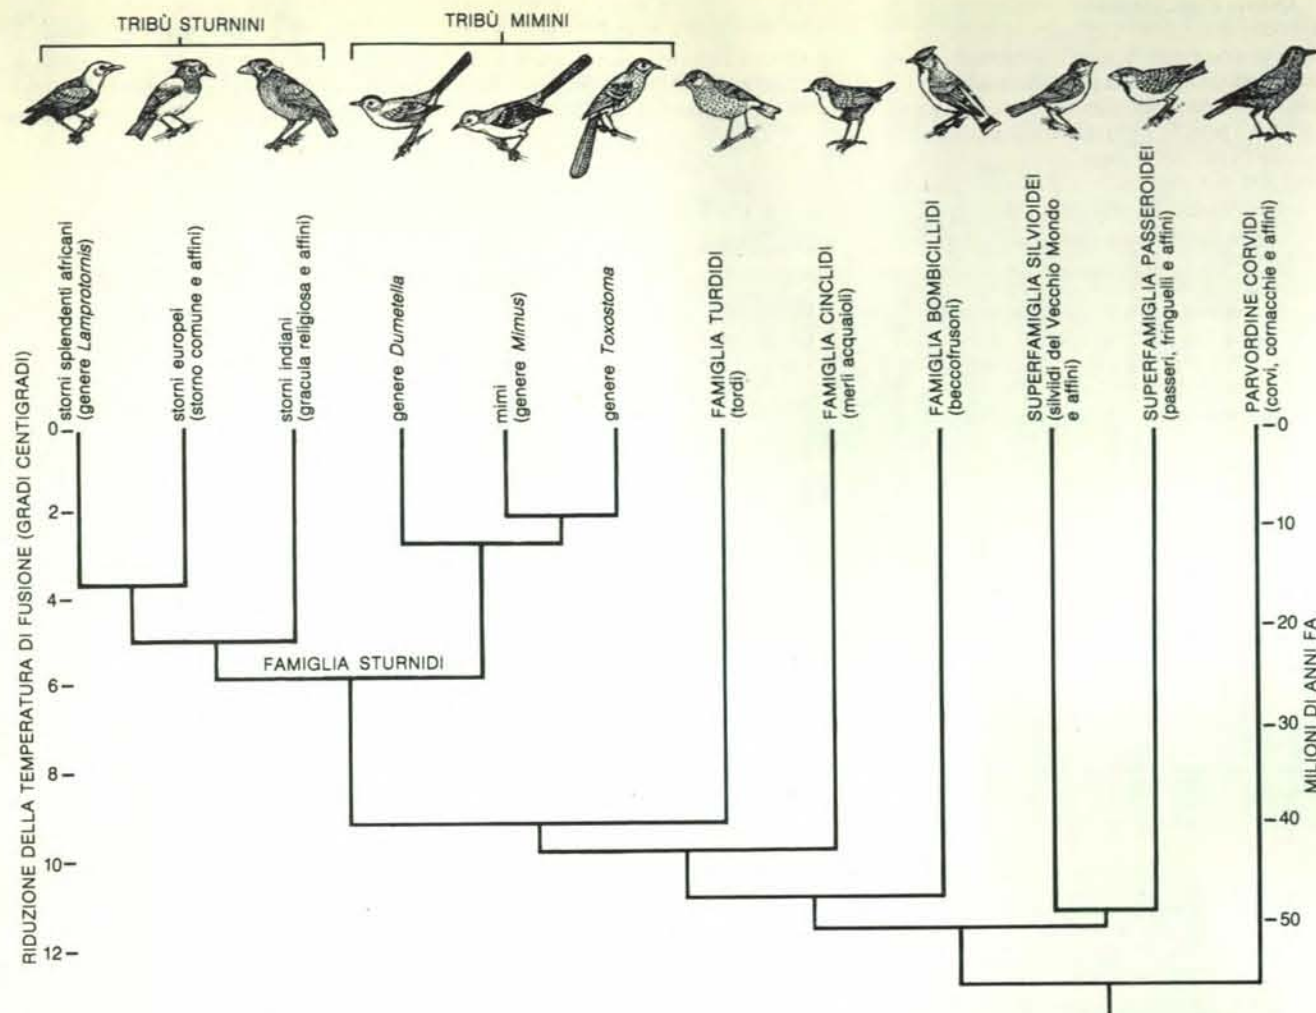 TRIBÙ STURNINI
TRIBÙ MIMINI
storni splendenti africani
(genere Lamprotornis)
storni europei
(storno comune e affini)
storni indiani
(gracula religiosa e affini)
genere Dumetella
mimi
(genere Mimus)
genere Toxostoma
FAMIGLIA TURDIDI
(tordi)
FAMIGLIA CINCLIDI
(merli acquaioli)
FAMIGLIA BOMBICILLIDI
(beccofrusoni)
SUPERFAMIGLIA SILVIOIDEI
(silviidi del Vecchio Mondo
e affini)
SUPERFAMIGLIA PASSEROIDEI
(passeri, fringuelli e affini)
PARVORDINE CORVIDI
(corvi, cornacchie e affini)
RIDUZIONE DELLA TEMPERATURA DI FUSIONE (GRADI CENTIGRADI)
0
2
4
6
8
10
12
FAMIGLIA STURNIDI
0
10
20
30
40
50
MILIONI DI ANNI FA